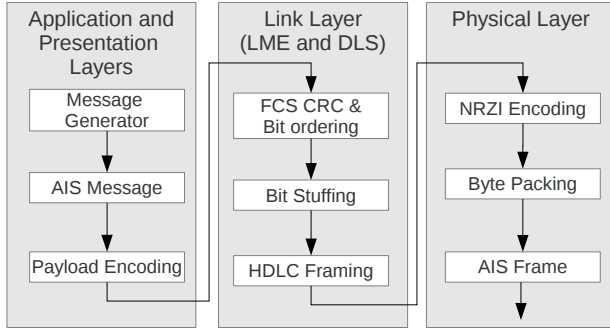 Application and
Presentation
Layers
Message
Generator
AIS Message
Payload Encoding
Link Layer
(LME and DLS)
FCS CRC &
Bit ordering
Bit Stuffing
HDLC Framing
Physical Layer
NRZI Encoding
Byte Packing
AIS Frame